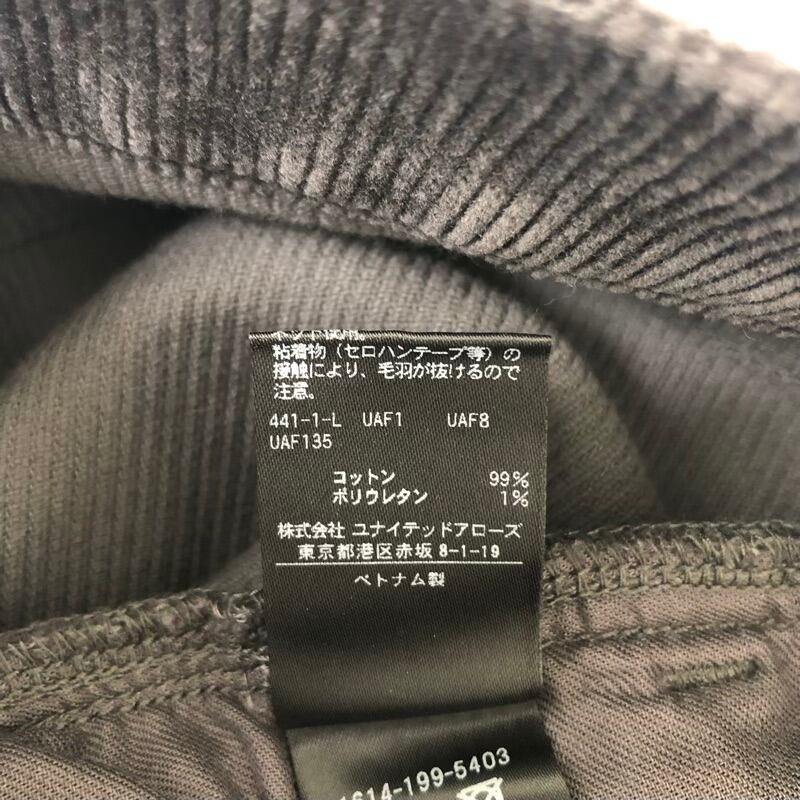 粘着物（セロハンテープ等）の
接触により、毛羽が抜けるので
注意。
441-1-L UAF1 UAF8
UAF135
コットン 99%
ポリウレタン 1%
株式会社 ユナイテッドアローズ
東京都港区赤坂8-1-19
ベトナム製
1614-199-5403